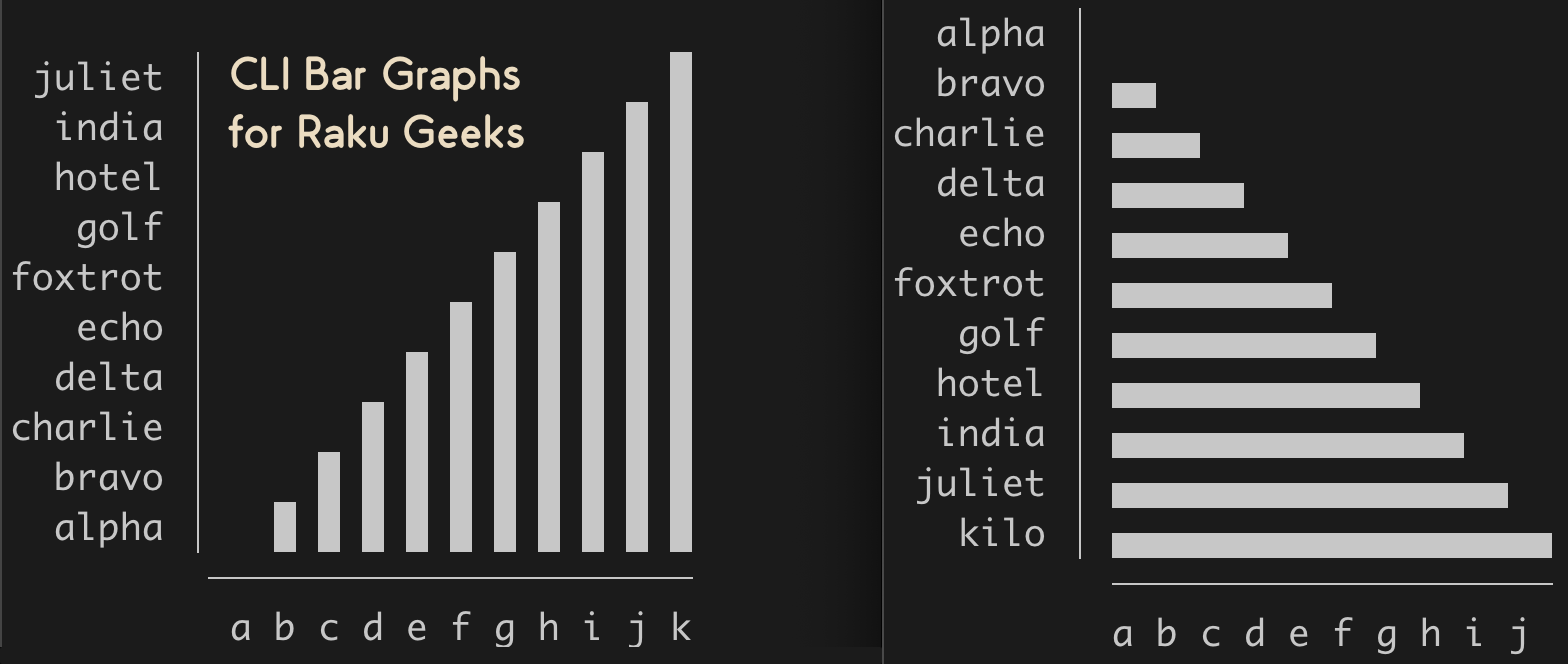 CLI Bar Graphs
for Raku Geeks
juliet
india
hotel
golf
foxtrot
echo
delta
charlie
bravo
alpha
a b c d e f g h i j k
alpha
bravo
charlie
delta
echo
foxtrot
golf
hotel
india
juliet
kilo
a b c d e f g h i j